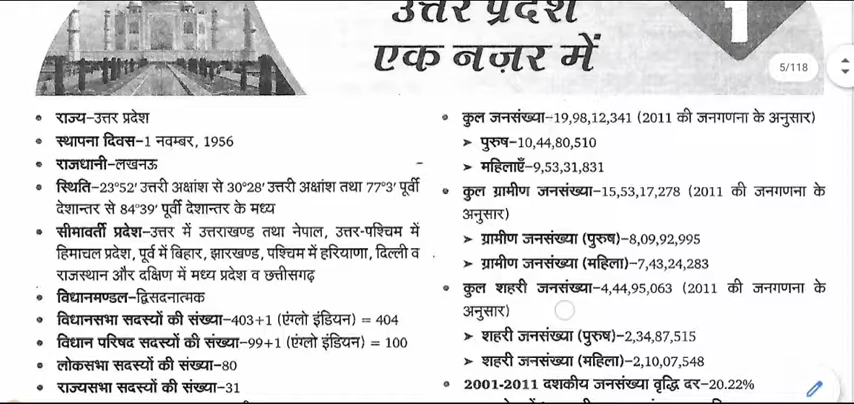 उत्तर प्रदेश
एक नज़र में
1
5/118
• राज्य–उत्तर प्रदेश
• स्थापना दिवस–1 नवम्बर, 1956
• राजधानी–लखनऊ
• स्थिति–23°52' उत्तरी अक्षांश से 30°28' उत्तरी अक्षांश तथा 77°3' पूर्वी
देशान्तर से 84°39' पूर्वी देशान्तर के मध्य
• सीमावर्ती प्रदेश–उत्तर में उत्तराखण्ड तथा नेपाल, उत्तर-पश्चिम में
हिमाचल प्रदेश, पूर्व में बिहार, झारखण्ड, पश्चिम में हरियाणा, दिल्ली व
राजस्थान और दक्षिण में मध्य प्रदेश व छत्तीसगढ़
• विधानमण्डल–द्विसदनात्मक
• विधानसभा सदस्यों की संख्या–403+1 (एंग्लो इंडियन) = 404
• विधान परिषद सदस्यों की संख्या–99+1 (एंग्लो इंडियन) = 100
• लोकसभा सदस्यों की संख्या–80
• राज्यसभा सदस्यों की संख्या–31
• कुल जनसंख्या–19,98,12,341 (2011 की जनगणना के अनुसार)
➤ पुरुष–10,44,80,510
➤ महिलाएँ–9,53,31,831
• कुल ग्रामीण जनसंख्या–15,53,17,278 (2011 की जनगणना के
अनुसार)
➤ ग्रामीण जनसंख्या (पुरुष)–8,09,92,995
➤ ग्रामीण जनसंख्या (महिला)–7,43,24,283
• कुल शहरी जनसंख्या–4,44,95,063 (2011 की जनगणना के
अनुसार)
➤ शहरी जनसंख्या (पुरुष)–2,34,87,515
➤ शहरी जनसंख्या (महिला)–2,10,07,548
• 2001-2011 दशकीय जनसंख्या वृद्धि दर–20.22%